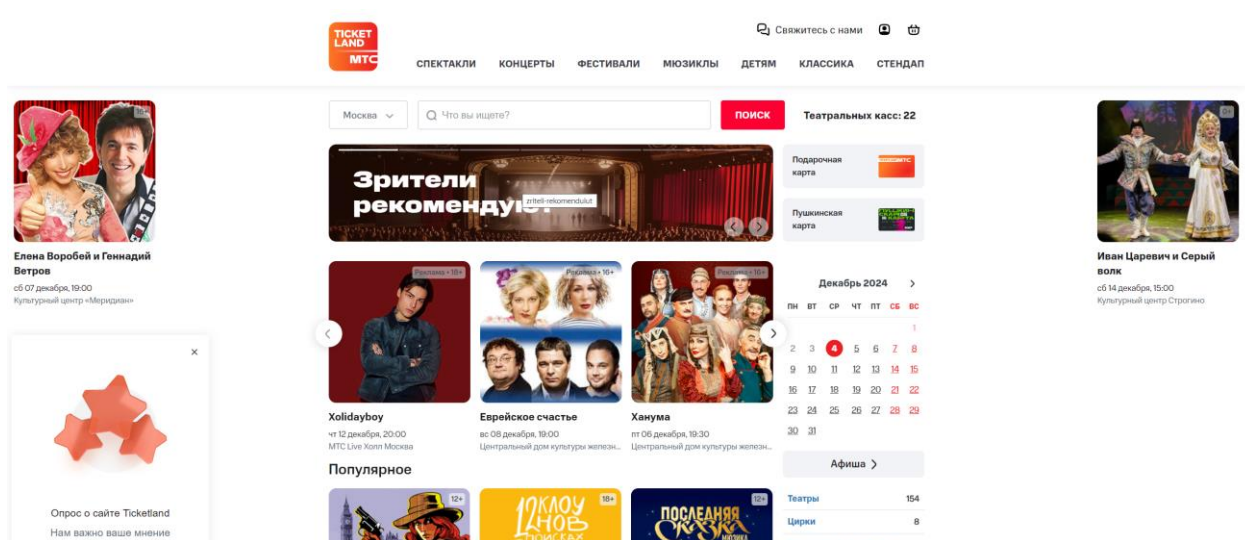 TICKET
LAND
МТС
Свяжитесь с нами
СПЕКТАКЛИ КОНЦЕРТЫ ФЕСТИВАЛИ МЮЗИКЛЫ ДЕТЯМ КЛАССИКА СТЕНДАП
Москва
Что вы ищете?
ПОИСК
Театральных касс: 22
16+
Елена Воробей и Геннадий
Ветров
сб 07 декабря, 19:00
Культурный центр «Меридиан»
Зрители
рекомендуют
zriteli-rekomenduiut
Подарочная
карта
Пушкинская
карта
0+
Иван Царевич и Серый
волк
сб 14 декабря, 15:00
Культурный центр Строгино
Реклама • 18+
Xolidayboy
чт 12 декабря, 20:00
МТС Live Холл Москва
Реклама • 16+
Еврейское счастье
вс 08 декабря, 19:00
Центральный дом культуры железн...
Реклама • 16+
Ханума
пт 06 декабря, 19:30
Центральный дом культуры железн...
Декабрь 2024
ПН ВТ СР ЧТ ПТ СБ ВС
1
2 3 4 5 6 7 8
9 10 11 12 13 14 15
16 17 18 19 20 21 22
23 24 25 26 27 28 29
30 31
Афиша
Театры 154
Цирки 8
Опрос о сайте Ticketland
Нам важно ваше мнение
Популярное
12+
12 КЛОУ
НОВ
В ПОИСКАХ
18+
ПОСЛЕДНЯЯ
СКАЗКА
12+